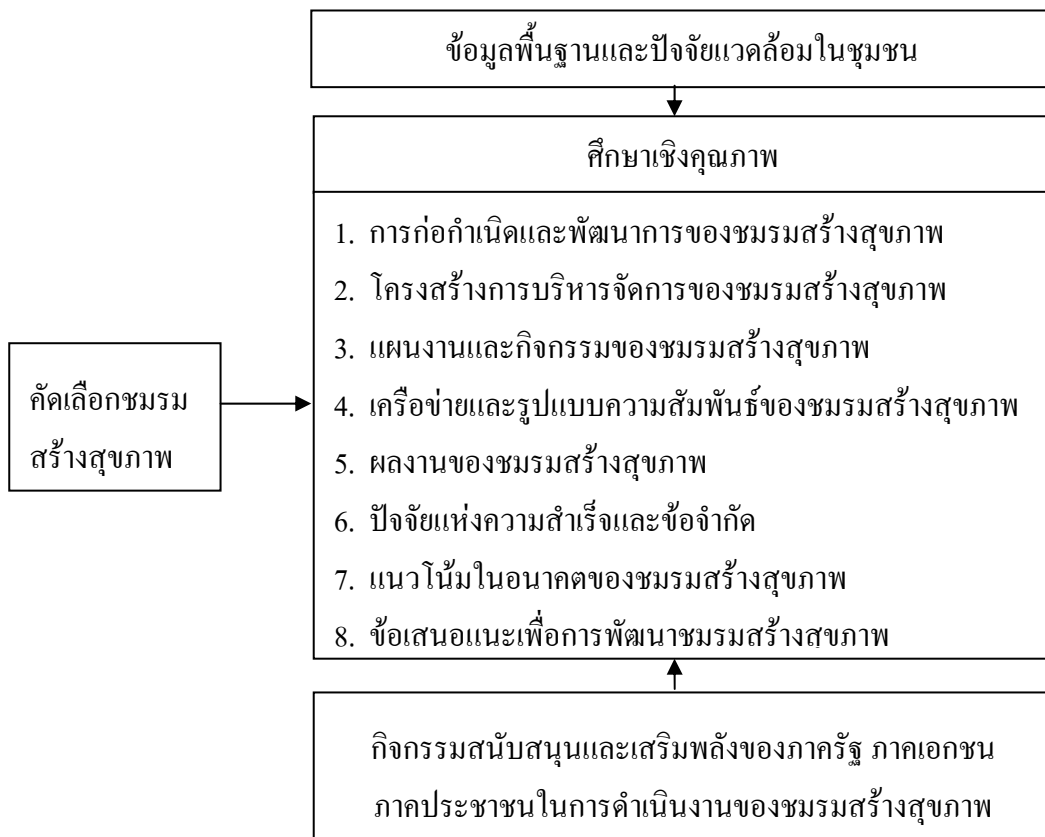 ข้อมูลพื้นฐานและปัจจัยแวดล้อมในชุมชน
ศึกษาเชิงคุณภาพ
1. การก่อกำเนิดและพัฒนาการของชมรมสร้างสุขภาพ
2. โครงสร้างการบริหารจัดการของชมรมสร้างสุขภาพ
3. แผนงานและกิจกรรมของชมรมสร้างสุขภาพ
4. เครือข่ายและรูปแบบความสัมพันธ์ของชมรมสร้างสุขภาพ
5. ผลงานของชมรมสร้างสุขภาพ
6. ปัจจัยแห่งความสำเร็จและข้อจำกัด
7. แนวโน้มในอนาคตของชมรมสร้างสุขภาพ
8. ข้อเสนอแนะเพื่อการพัฒนาชมรมสร้างสุขภาพ
คัดเลือกชมรม
สร้างสุขภาพ
กิจกรรมสนับสนุนและเสริมพลังของภาครัฐ ภาคเอกชน
ภาคประชาชนในการดำเนินงานของชมรมสร้างสุขภาพ